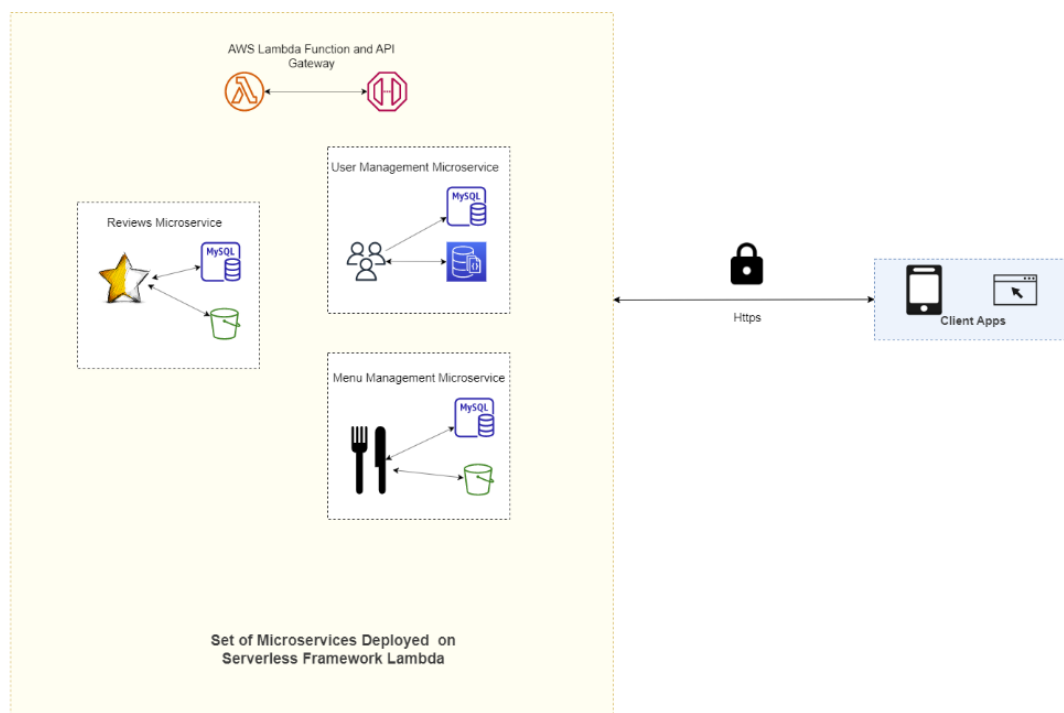 AWS Lambda Function and API
Gateway
User Management Microservice
MySQL
Reviews Microservice
MySQL
Https
Client Apps
Menu Management Microservice
MySQL
Set of Microservices Deployed on
Serverless Framework Lambda